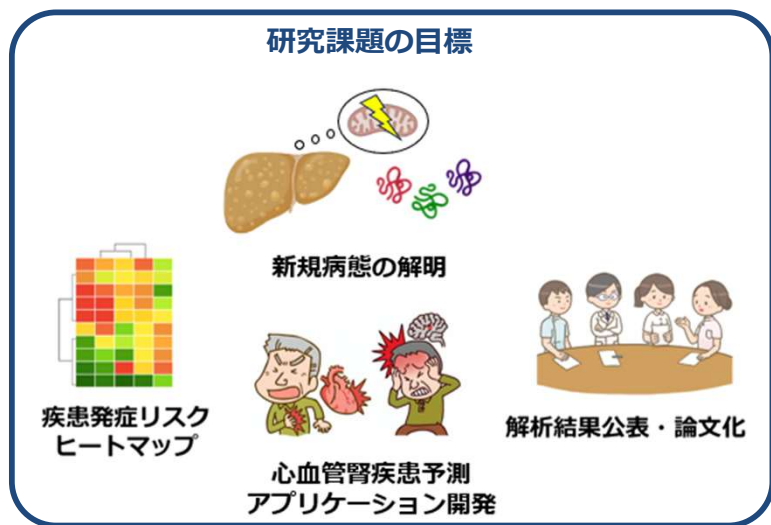 研究課題の目標
新規病態の解明
疾患発症リスク
ヒートマップ
心血管腎疾患予測
アプリケーション開発
解析結果公表・論文化